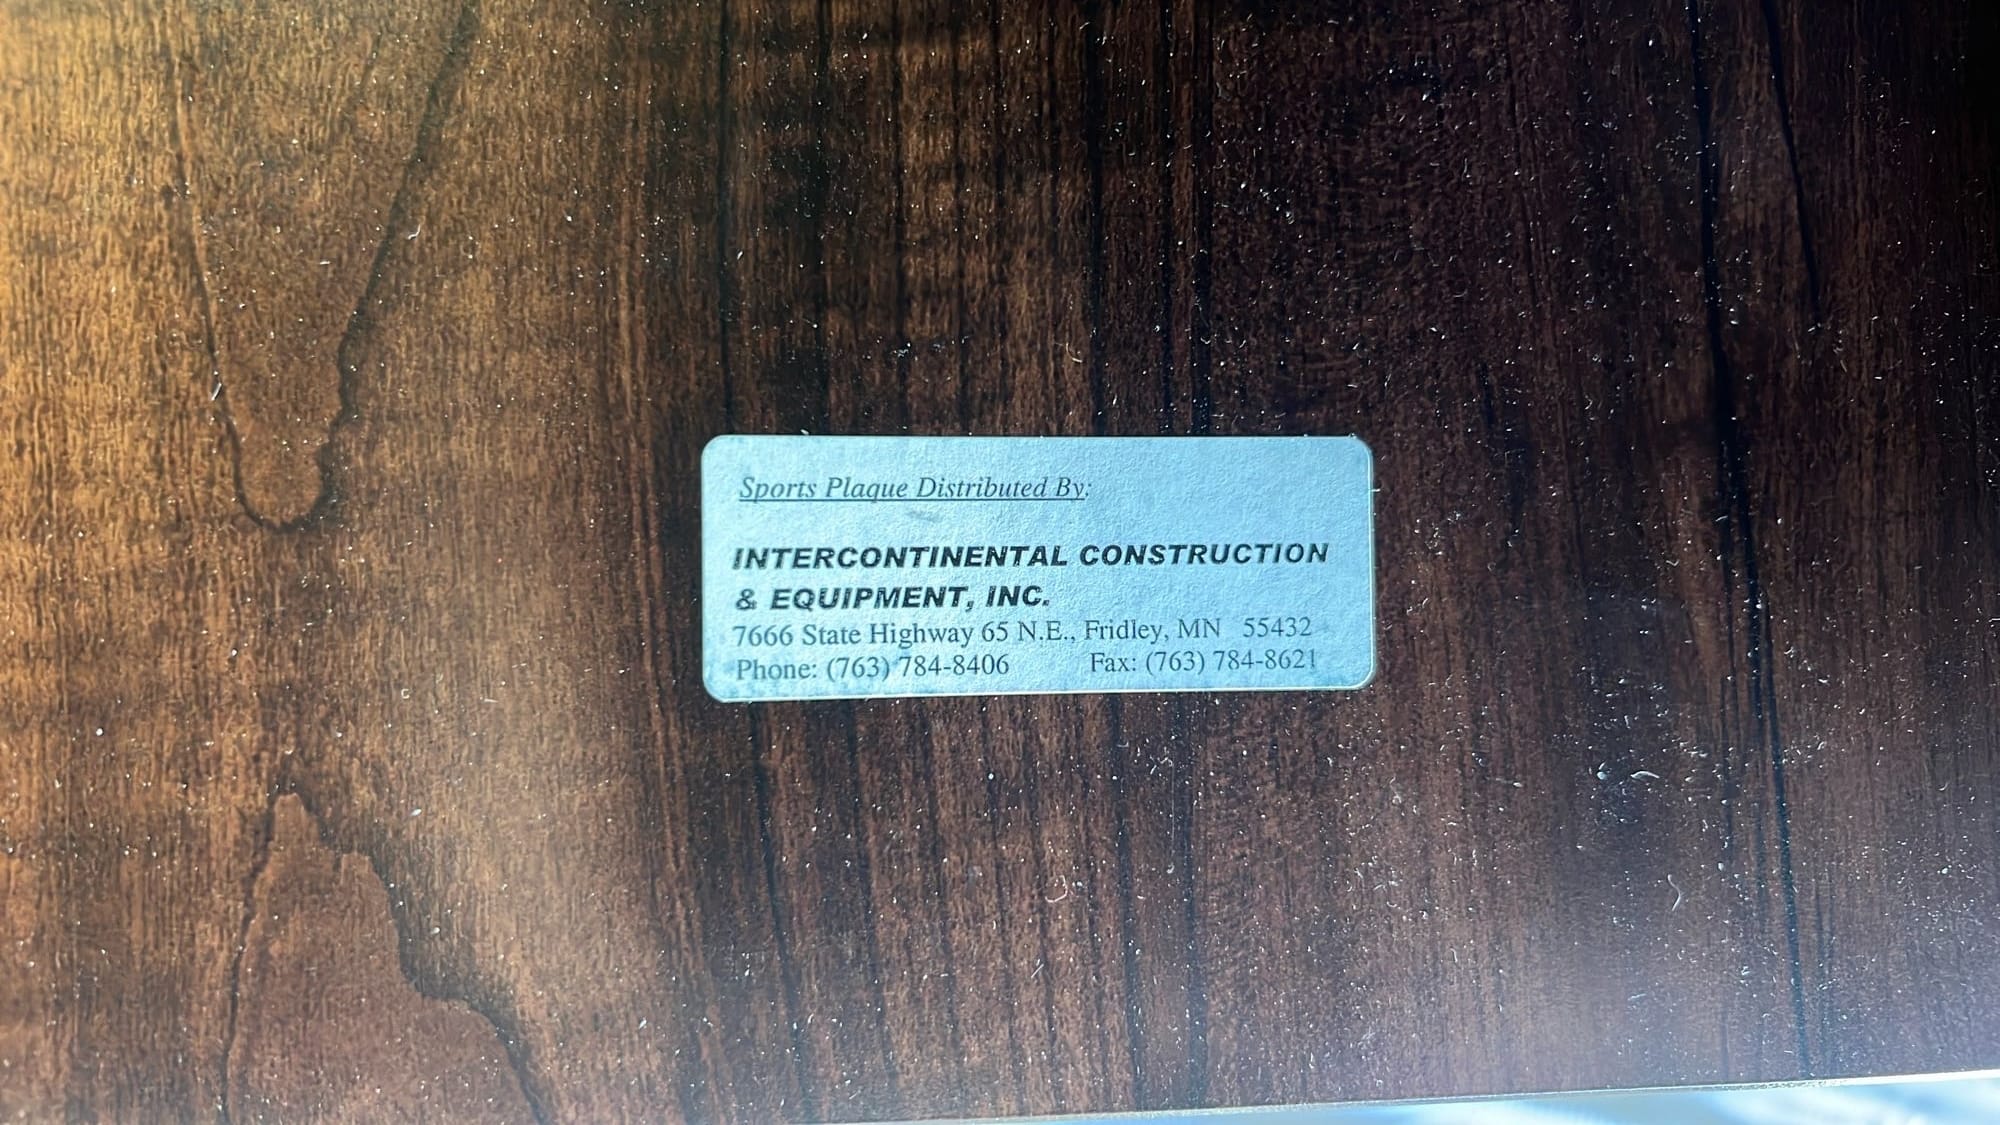 Sports Plaque Distributed By:
INTERCONTINENTAL CONSTRUCTION
& EQUIPMENT, INC.
7666 State Highway 65 N.E., Fridley, MN 55432
Phone: (763) 784-8406 Fax: (763) 784-8621